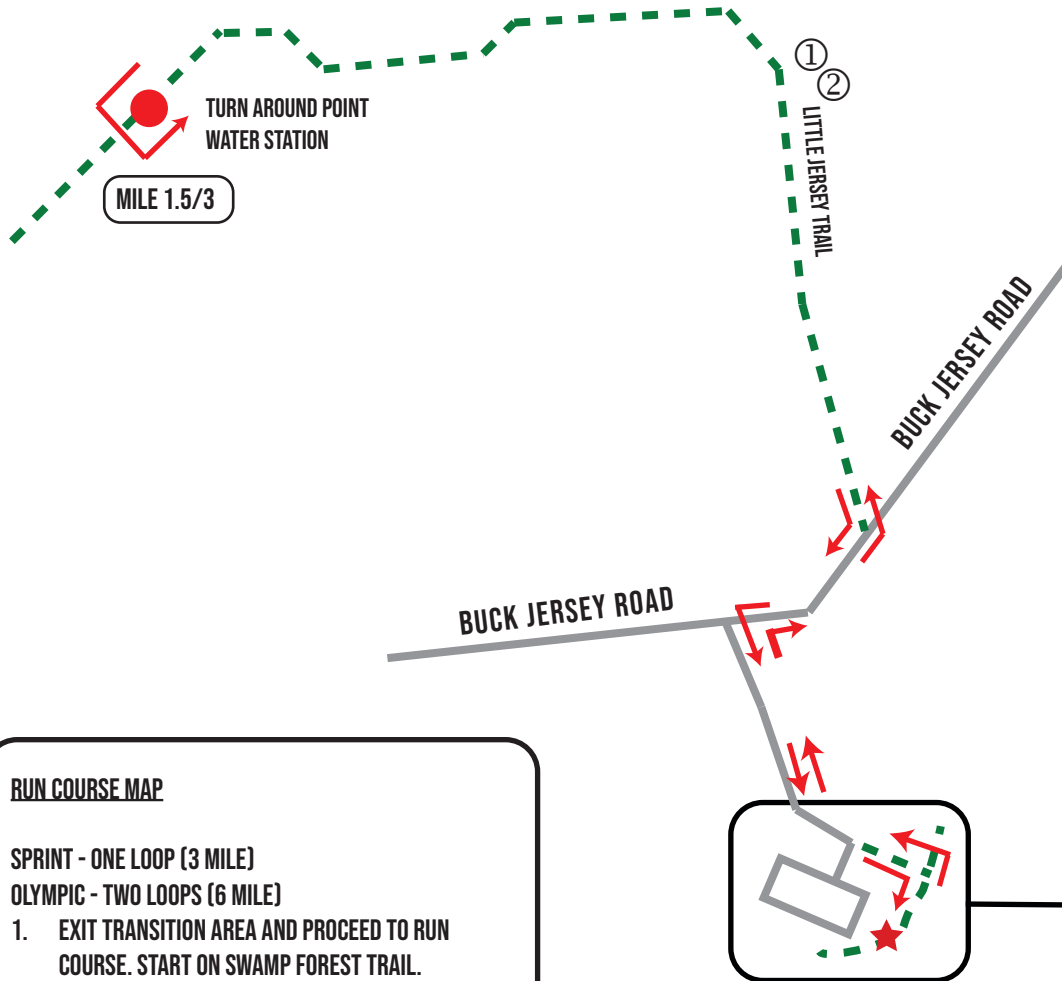 ①
②
TURN AROUND POINT
WATER STATION
LITTLE JERSEY TRAIL
MILE 1.5/3
BUCK JERSEY ROAD
BUCK JERSEY ROAD
RUN COURSE MAP
SPRINT - ONE LOOP (3 MILE)
OLYMPIC - TWO LOOPS (6 MILE)
1. EXIT TRANSITION AREA AND PROCEED TO RUN
COURSE. START ON SWAMP FOREST TRAIL.